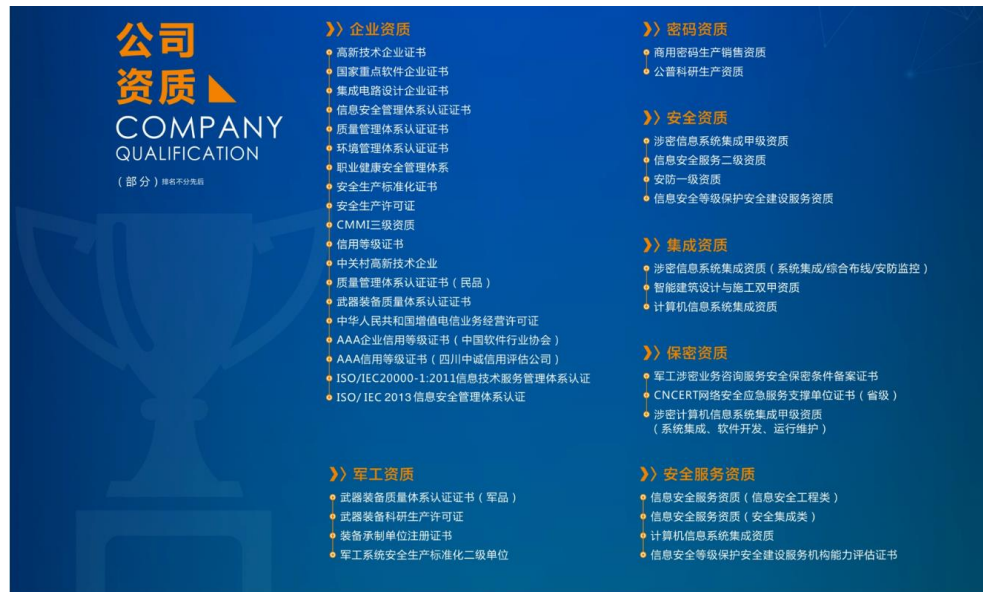 公司
资质
COMPANY
QUALIFICATION
（部分）排名不分先后
企业资质
高新技术企业证书
国家重点软件企业证书
集成电路设计企业证书
信息安全管理体系认证证书
质量管理体系认证证书
环境管理体系认证证书
职业健康安全管理体系
安全生产标准化证书
安全生产许可证
CMMI三级资质
信用等级证书
中关村高新技术企业
质量管理体系认证证书（民品）
武器装备质量体系认证证书
中华人民共和国增值电信业务经营许可证
AAA企业信用等级证书（中国软件行业协会）
AAA信用等级证书（四川中诚信用评估公司）
ISO/IEC20000-1:2011信息技术服务管理体系认证
ISO/ IEC 2013信息安全管理体系认证
军工资质
武器装备质量体系认证证书（军品）
武器装备科研生产许可证
装备承制单位注册证书
军工系统安全生产标准化二级单位
密码资质
商用密码生产销售资质
公普科研生产资质
安全资质
涉密信息系统集成甲级资质
信息安全服务二级资质
安防一级资质
信息安全等级保护安全建设服务资质
集成资质
涉密信息系统集成资质（系统集成/综合布线/安防监控）
智能建筑设计与施工双甲资质
计算机信息系统集成资质
保密资质
军工涉密业务咨询服务安全保密条件备案证书
CNCERT网络安全应急服务支撑单位证书（省级）
涉密计算机信息系统集成甲级资质
（系统集成、软件开发、运行维护）
安全服务资质
信息安全服务资质（信息安全工程类）
信息安全服务资质（安全集成类）
计算机信息系统集成资质
信息安全等级保护安全建设服务机构能力评估证书